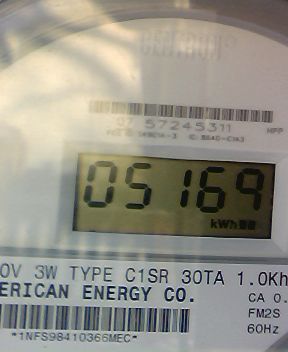 07 57245311
HPP
05169
kWh
0V 3W TYPE C1SR 30TA 1.0Kh
ERICAN ENERGY CO.
CA 0.
FM2S
60Hz
*1NFS98410366MEC*